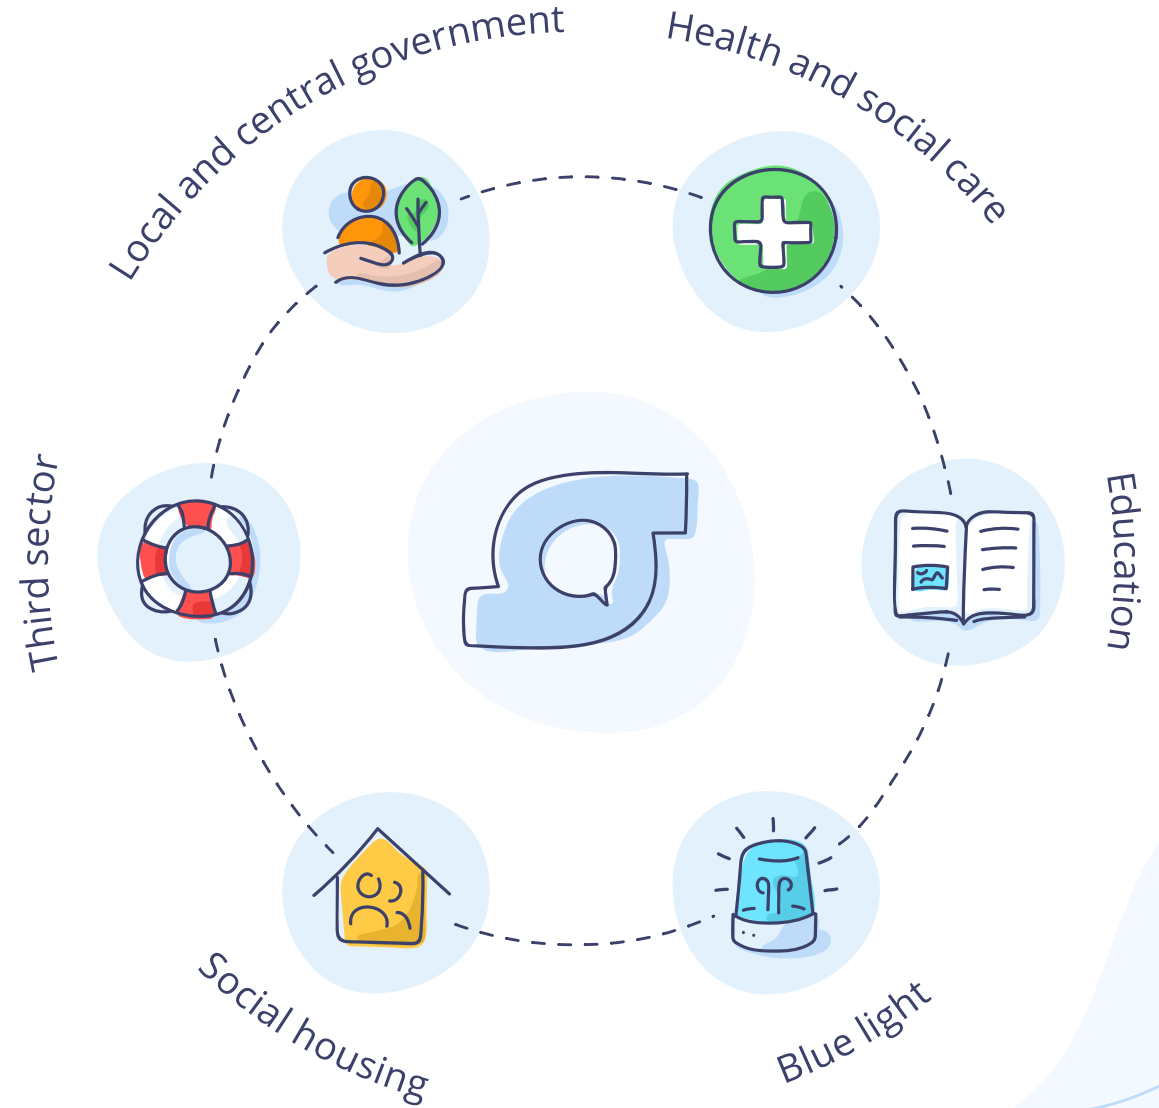 Local and central government
Health and social care
Third sector
Education
Social housing
Blue light